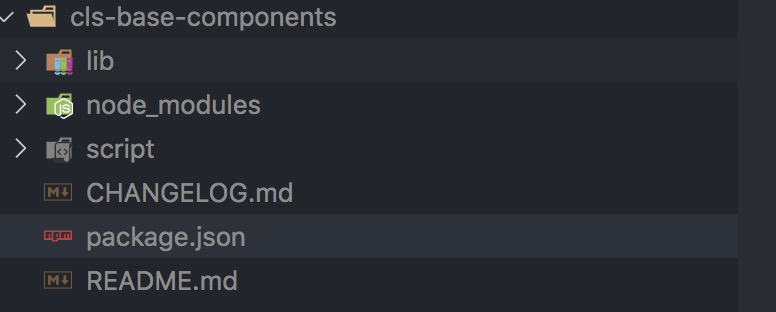 cls-base-components
lib
node_modules
script
CHANGELOG.md
package.json
README.md